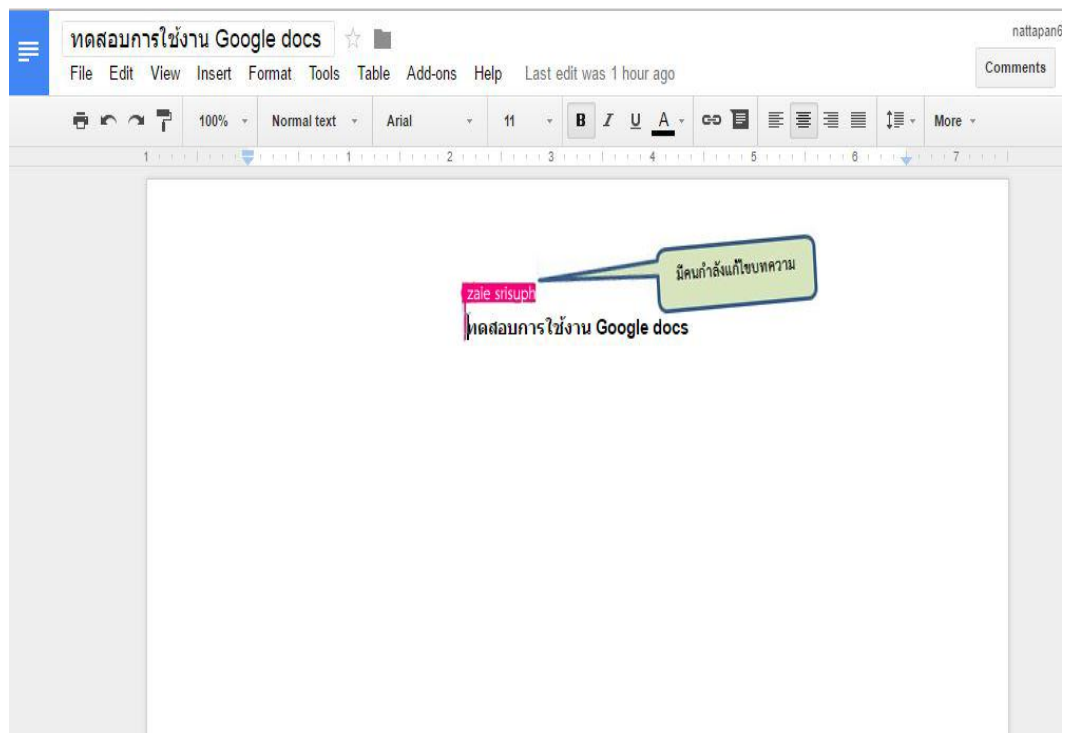 ทดสอบการใช้งาน Google docs
nattapan6
File Edit View Insert Format Tools Table Add-ons Help Last edit was 1 hour ago
Comments
100% Normal text Arial 11 B I U A More
1 1 2 3 4 5 6 7
มีคนกำลังแก้ไขบทความ
zaie srisuph
ทดสอบการใช้งาน Google docs